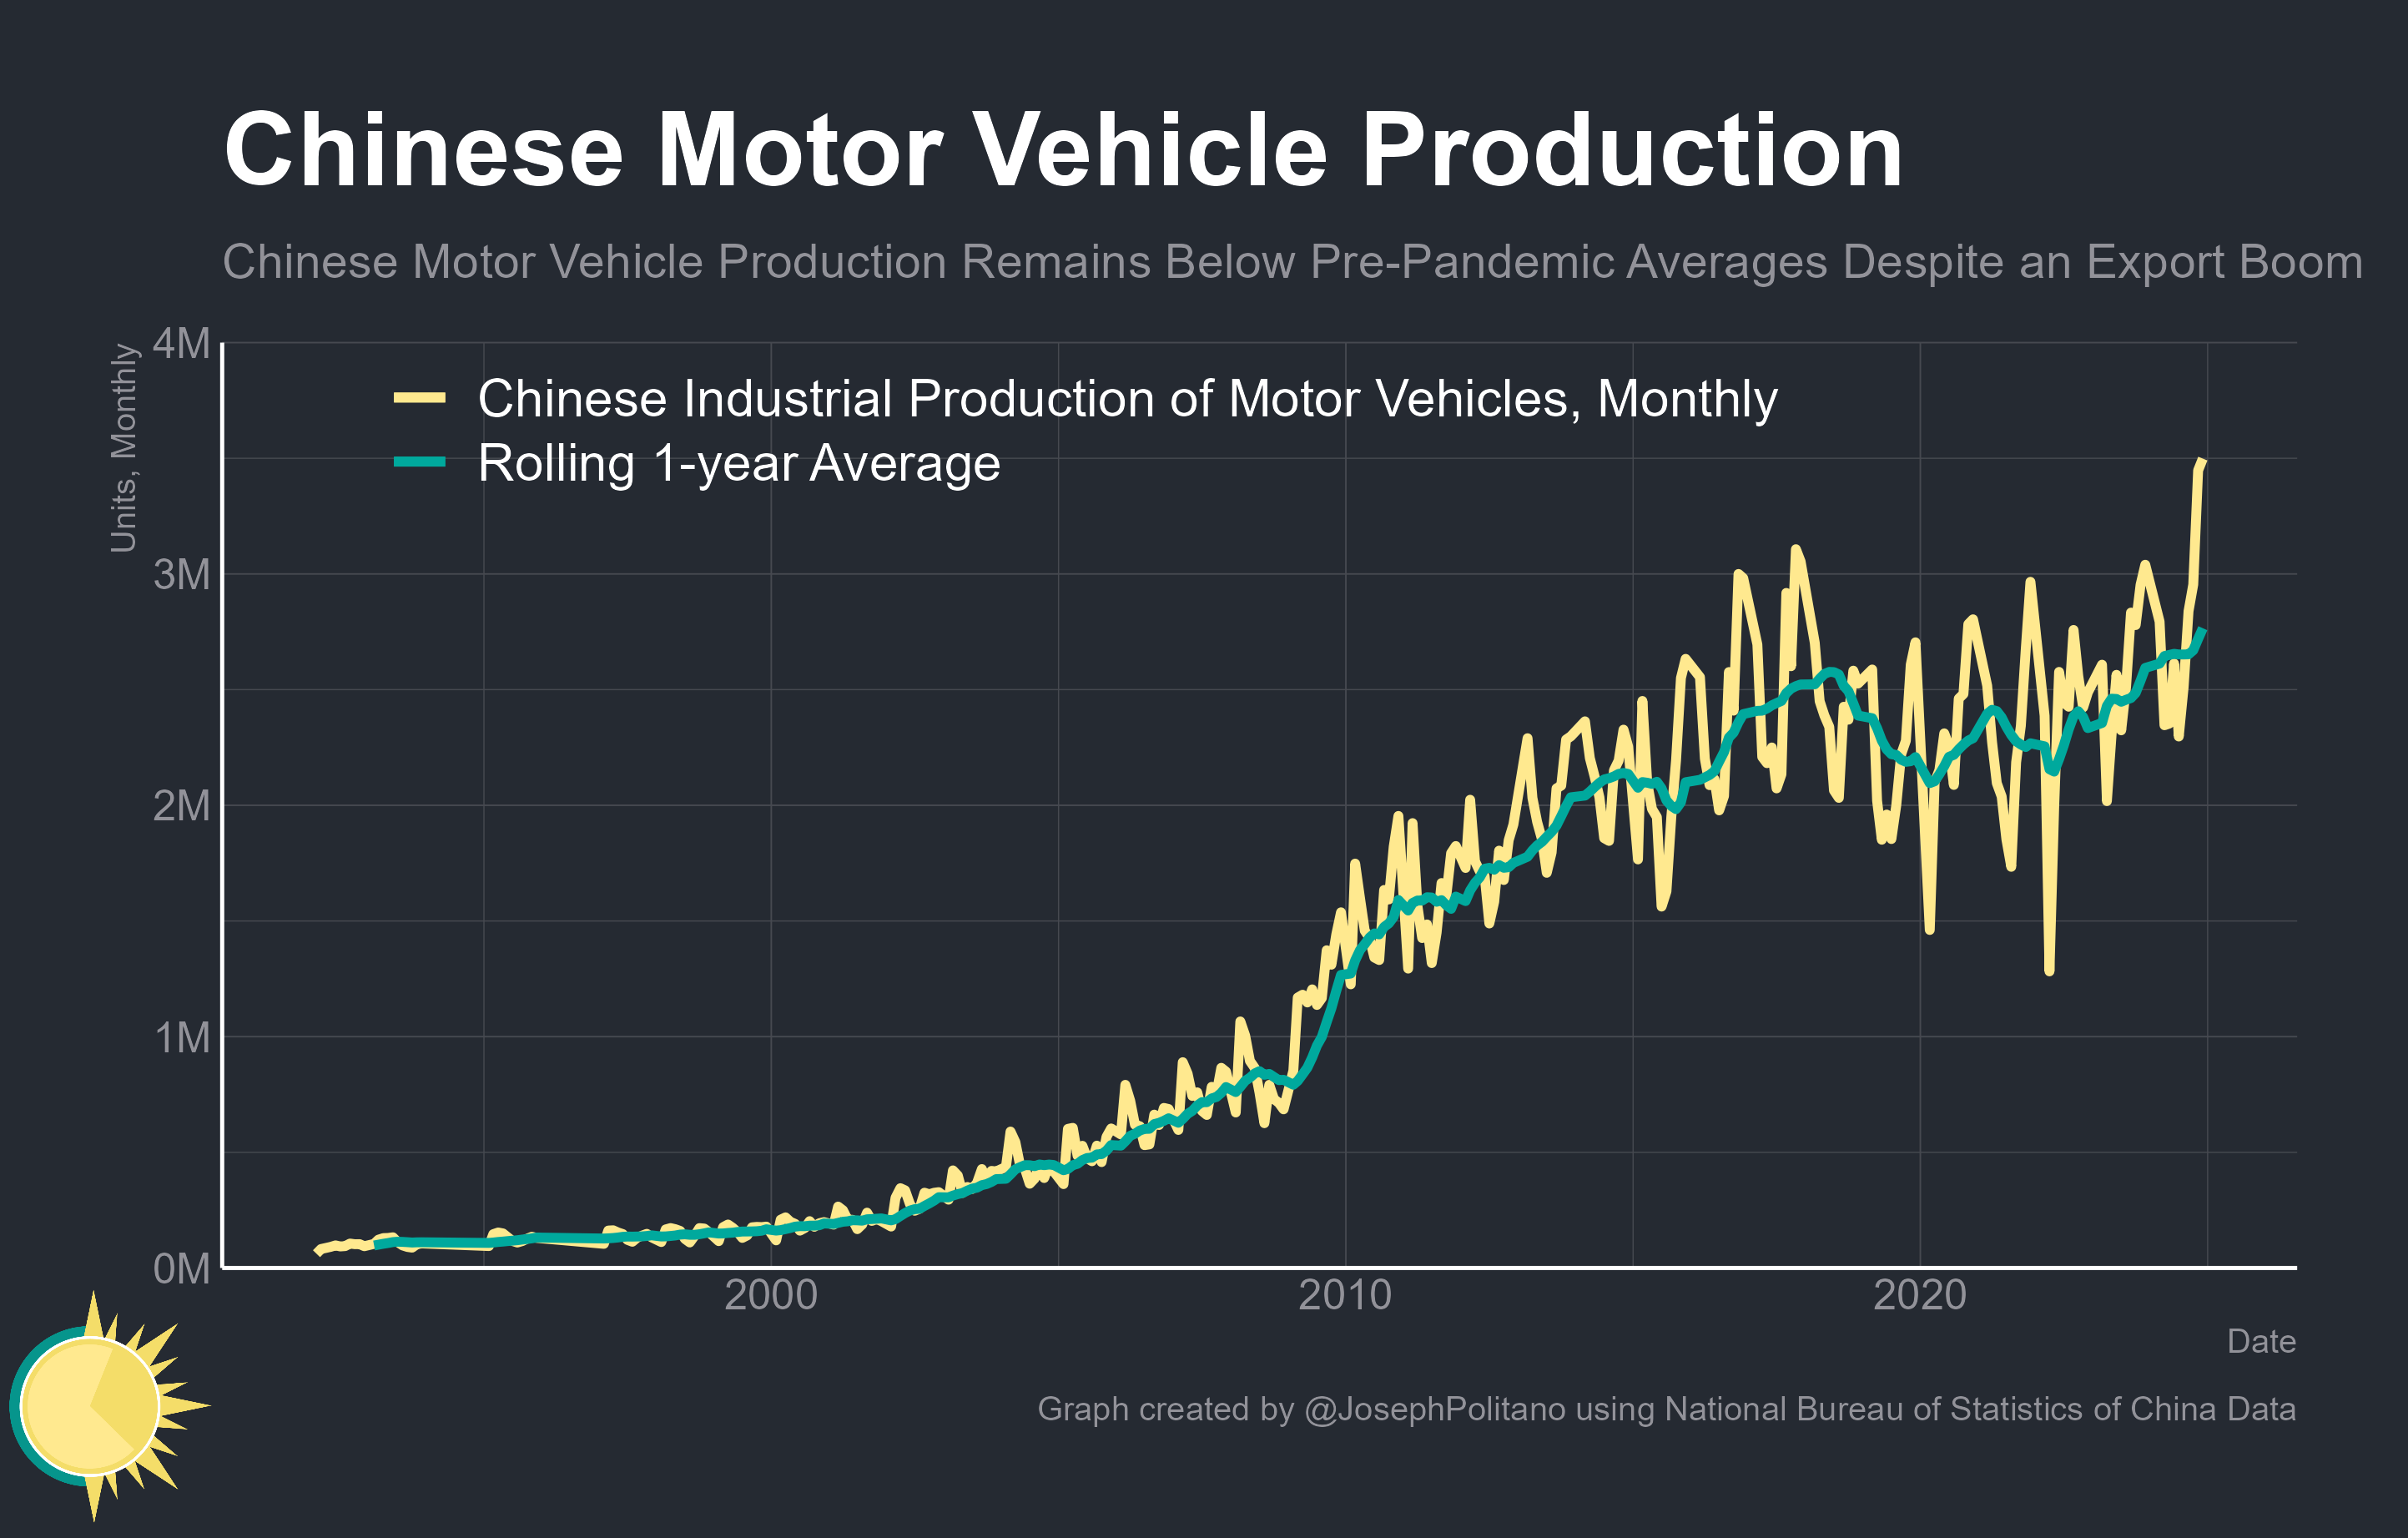 Chinese Motor Vehicle Production
Chinese Motor Vehicle Production Remains Below Pre-Pandemic Averages Despite an Export Boom
Units, Monthly
4M
3M
2M
1M
0M
Chinese Industrial Production of Motor Vehicles, Monthly
Rolling 1-year Average
2000
2010
2020
Date
Graph created by @JosephPolitano using National Bureau of Statistics of China Data